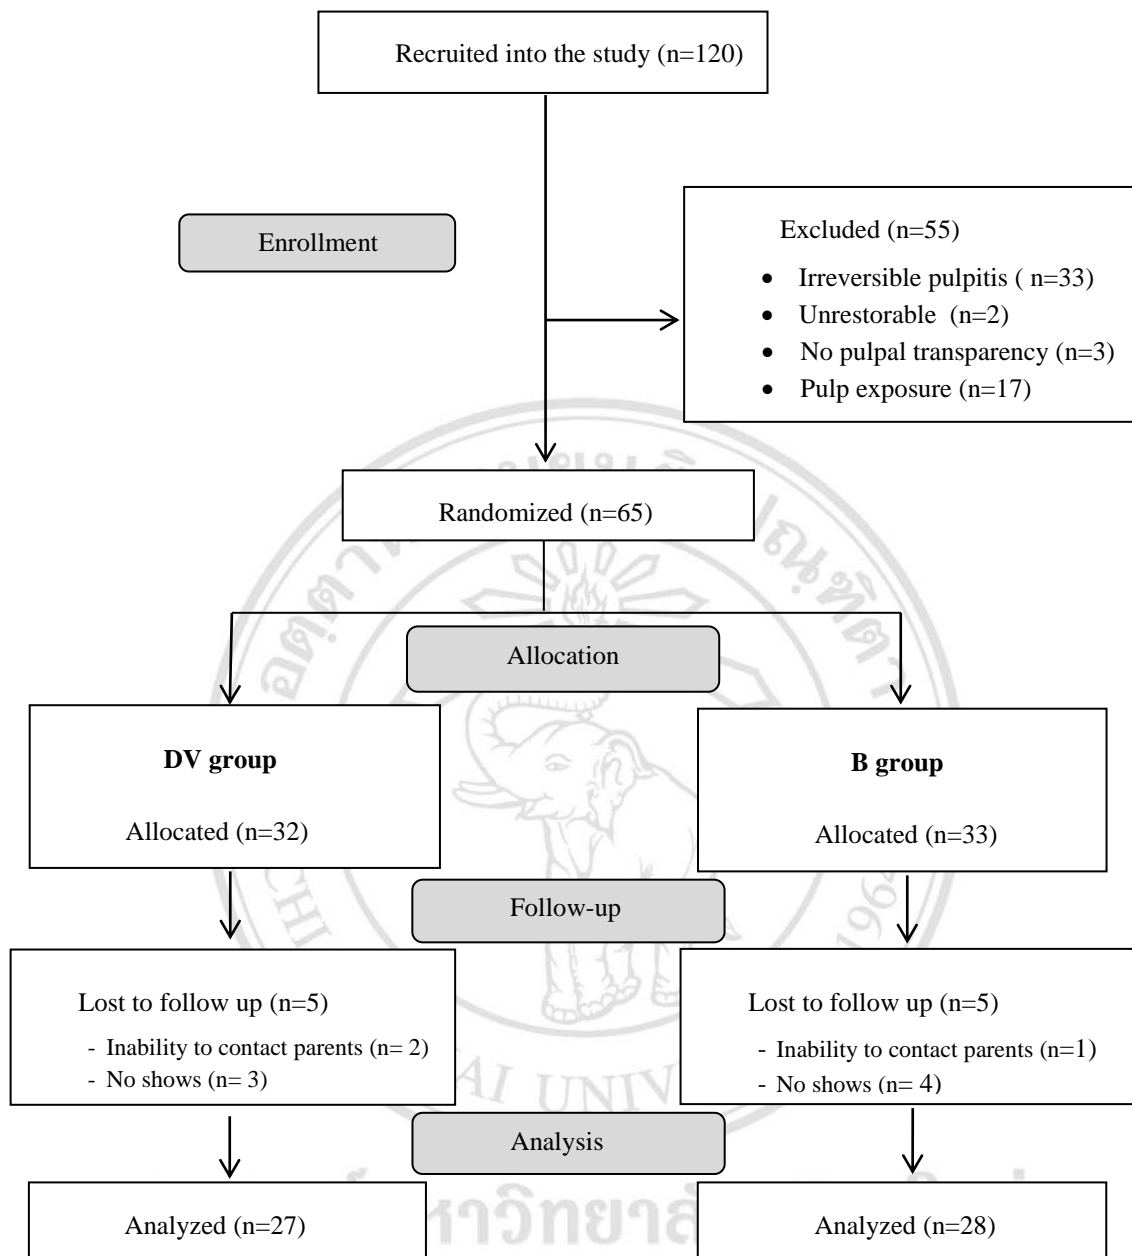 Recruited into the study (n=120)
Enrollment
Excluded (n=55)
• Irreversible pulpitis ( n=33)
• Unrestorable (n=2)
• No pulpal transparency (n=3)
• Pulp exposure (n=17)
Randomized (n=65)
Allocation
DV group
Allocated (n=32)
B group
Allocated (n=33)
Follow-up
Lost to follow up (n=5)
- Inability to contact parents (n= 2)
- No shows (n= 3)
Lost to follow up (n=5)
- Inability to contact parents (n=1)
- No shows (n= 4)
Analysis
Analyzed (n=27)
Analyzed (n=28)